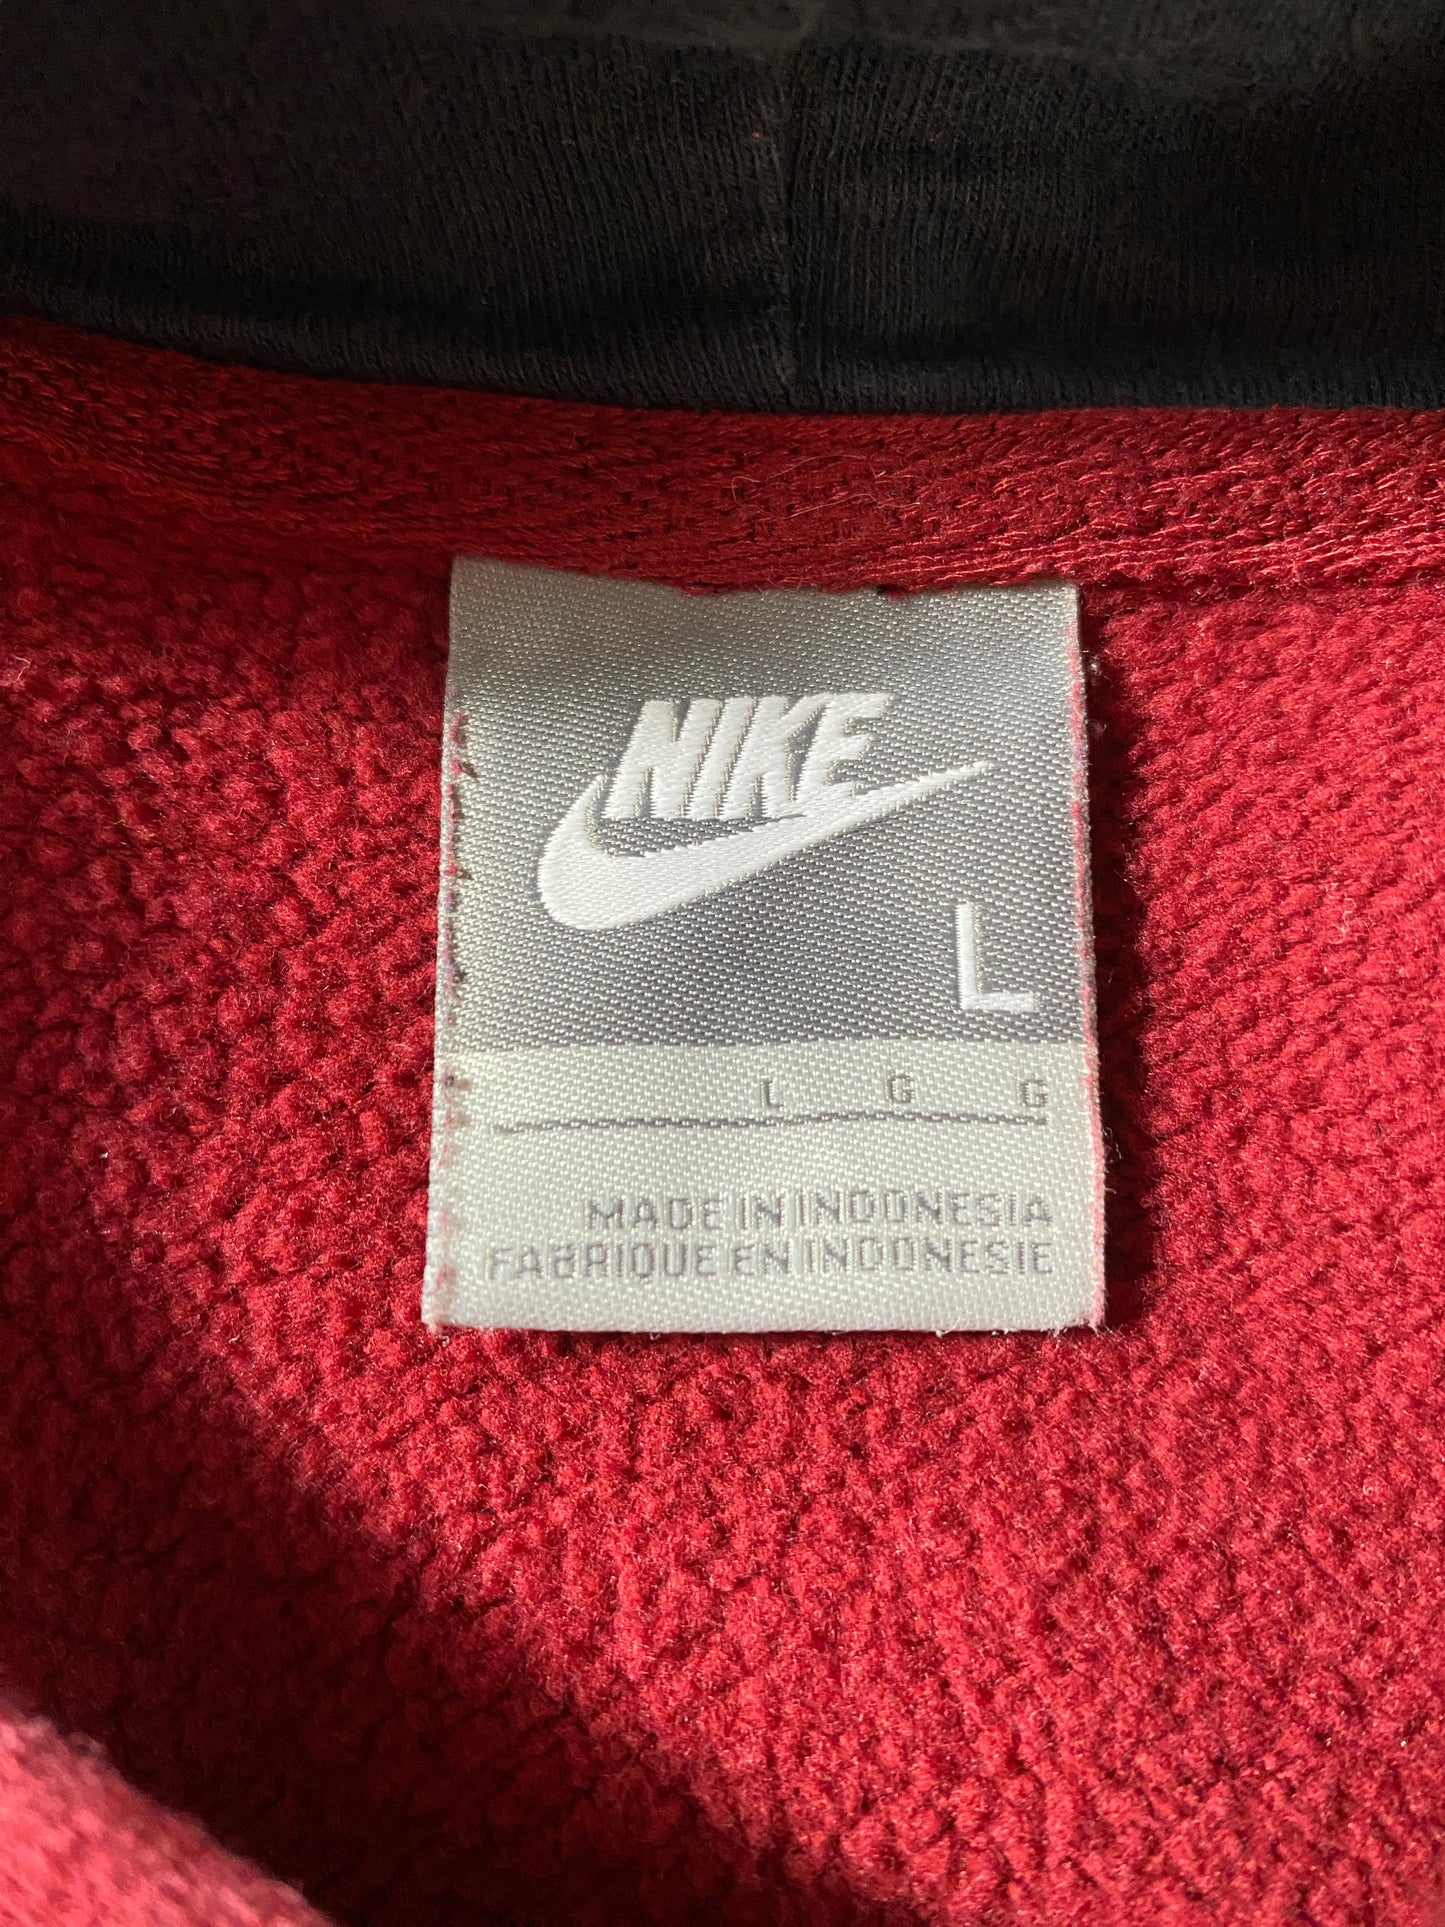 NIKE
L
L G G
MADE IN INDONESIA
FABRIQUE EN INDONESIE